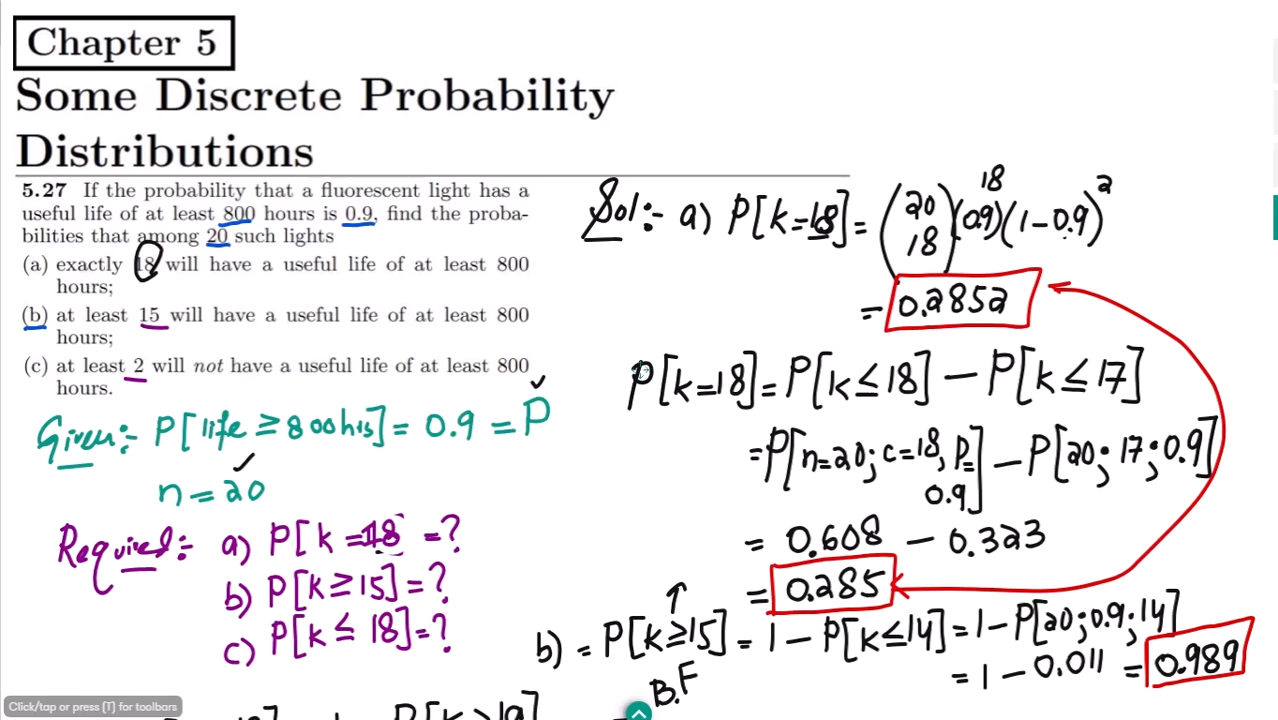 Chapter 5
Some Discrete Probability
Distributions
5.27 If the probability that a fluorescent light has a
useful life of at least 800 hours is 0.9, find the proba-
bilities that among 20 such lights
(a) exactly 18 will have a useful life of at least 800
hours;
(b) at least 15 will have a useful life of at least 800
hours;
(c) at least 2 will not have a useful life of at least 800
hours.
Given:- P[life ≥ 800hrs] = 0.9 = P
n = 20
Required:- a) P[k = 18 = ?
b) P[k ≥ 15] = ?
c) P[k ≤ 18] = ?
Sol:- a) P[k = 18] = (20 18) (0.9)^18 (1 - 0.9)^2
= 0.2852
P[k = 18] = P[k ≤ 18] - P[k ≤ 17]
= P[n = 20; c = 18, P 0.9] - P[20; 17; 0.9]
= 0.608 - 0.323
= 0.285
b) = P[k ≥ 15] = 1 - P[k ≤ 14] = 1 - P[20; 0.9; 14]
= 1 - 0.011 = 0.989
B.F
Click/tap or press (T) for toolbars